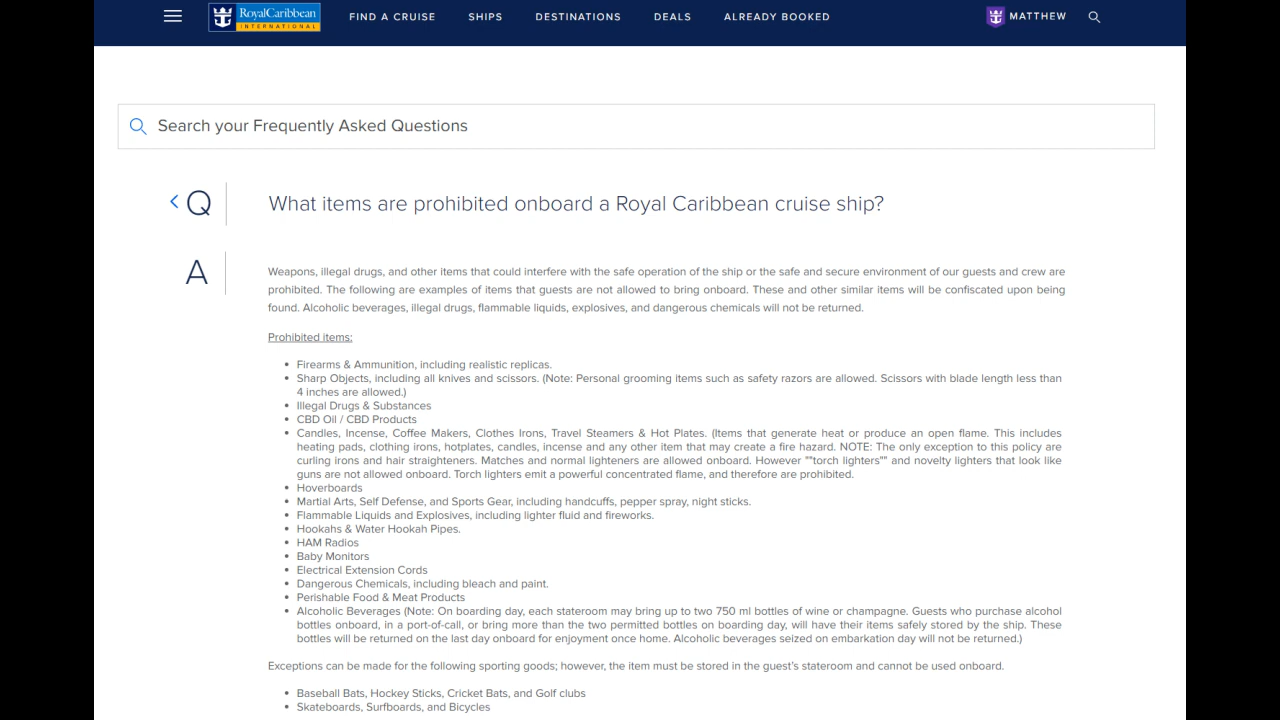 RoyalCaribbean
INTERNATIONAL
FIND A CRUISE SHIPS DESTINATIONS DEALS ALREADY BOOKED MATTHEW
Search your Frequently Asked Questions
Q What items are prohibited onboard a Royal Caribbean cruise ship?
A
Weapons, illegal drugs, and other items that could interfere with the safe operation of the ship or the safe and secure environment of our guests and crew are
prohibited. The following are examples of items that guests are not allowed to bring onboard. These and other similar items will be confiscated upon being
found. Alcoholic beverages, illegal drugs, flammable liquids, explosives, and dangerous chemicals will not be returned.
Prohibited items:
• Firearms & Ammunition, including realistic replicas.
• Sharp Objects, including all knives and scissors. (Note: Personal grooming items such as safety razors are allowed. Scissors with blade length less than
4 inches are allowed.)
• Illegal Drugs & Substances
• CBD Oil / CBD Products
• Candles, Incense, Coffee Makers, Clothes Irons, Travel Steamers & Hot Plates. (Items that generate heat or produce an open flame. This includes
heating pads, clothing irons, hotplates, candles, incense and any other item that may create a fire hazard. NOTE: The only exception to this policy are
curling irons and hair straighteners. Matches and normal lighteners are allowed onboard. However ""torch lighters"" and novelty lighters that look like
guns are not allowed onboard. Torch lighters emit a powerful concentrated flame, and therefore are prohibited.
• Hoverboards
• Martial Arts, Self Defense, and Sports Gear, including handcuffs, pepper spray, night sticks.
• Flammable Liquids and Explosives, including lighter fluid and fireworks.
• Hookahs & Water Hookah Pipes.
• HAM Radios
• Baby Monitors
• Electrical Extension Cords
• Dangerous Chemicals, including bleach and paint.
• Perishable Food & Meat Products
• Alcoholic Beverages (Note: On boarding day, each stateroom may bring up to two 750 ml bottles of wine or champagne. Guests who purchase alcohol
bottles onboard, in a port-of-call, or bring more than the two permitted bottles on boarding day, will have their items safely stored by the ship. These
bottles will be returned on the last day onboard for enjoyment once home. Alcoholic beverages seized on embarkation day will not be returned.)
Exceptions can be made for the following sporting goods; however, the item must be stored in the guest's stateroom and cannot be used onboard.
• Baseball Bats, Hockey Sticks, Cricket Bats, and Golf clubs
• Skateboards, Surfboards, and Bicycles